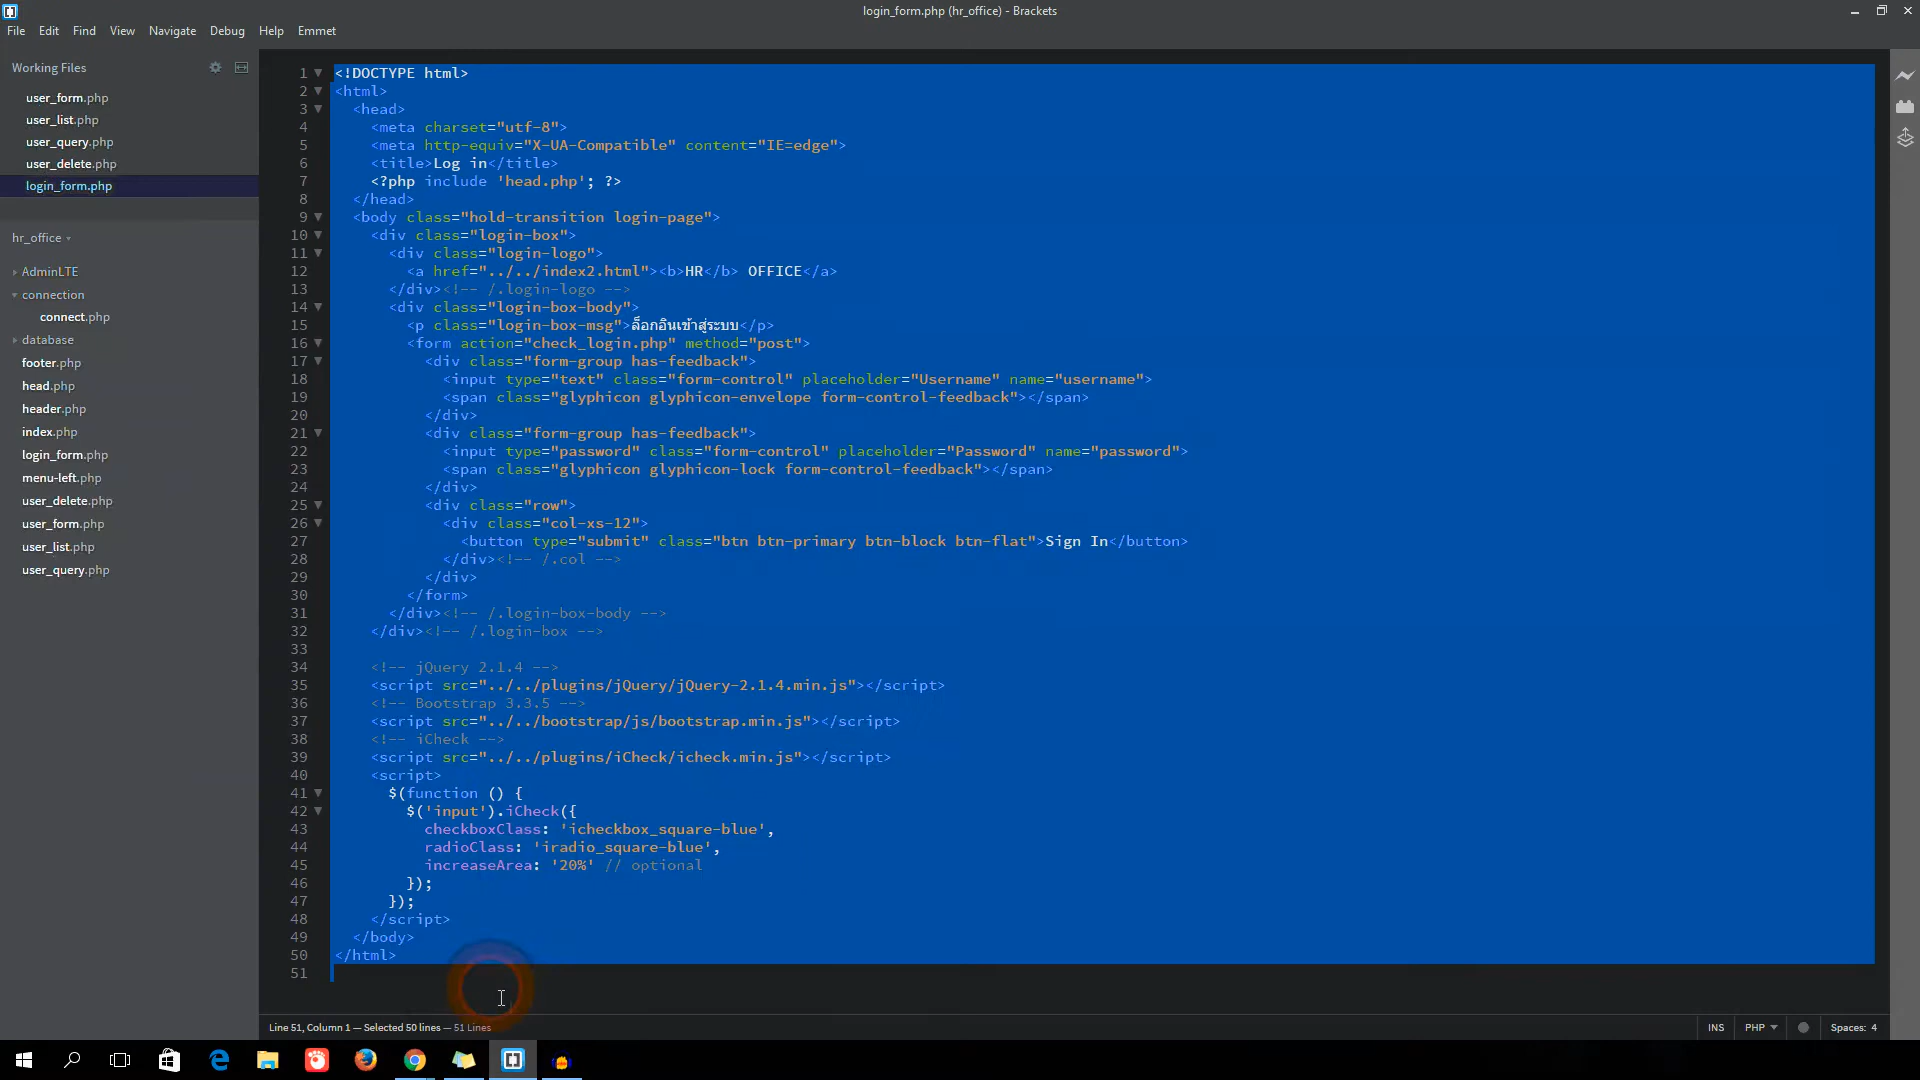 login_form.php (hr_office) - Brackets
File Edit Find View Navigate Debug Help Emmet
Working Files
user_form.php
user_list.php
user_query.php
user_delete.php
login_form.php
hr_office
AdminLTE
connection
connect.php
database
footer.php
head.php
header.php
index.php
login_form.php
menu-left.php
user_delete.php
user_form.php
user_list.php
user_query.php
1 <!DOCTYPE html>
2 <html>
3 <head>
4 <meta charset="utf-8">
5 <meta http-equiv="X-UA-Compatible" content="IE=edge">
6 <title>Log in</title>
7 <?php include 'head.php'; ?>
8 </head>
9 <body class="hold-transition login-page">
10 <div class="login-box">
11 <div class="login-logo">
12 <a href="../../index2.html"><b>HR</b> OFFICE</a>
13 </div><!-- /.login-logo -->
14 <div class="login-box-body">
15 <p class="login-box-msg">ล็อกอินเข้าสู่ระบบ</p>
16 <form action="check_login.php" method="post">
17 <div class="form-group has-feedback">
18 <input type="text" class="form-control" placeholder="Username" name="username">
19 <span class="glyphicon glyphicon-envelope form-control-feedback"></span>
20 </div>
21 <div class="form-group has-feedback">
22 <input type="password" class="form-control" placeholder="Password" name="password">
23 <span class="glyphicon glyphicon-lock form-control-feedback"></span>
24 </div>
25 <div class="row">
26 <div class="col-xs-12">
27 <button type="submit" class="btn btn-primary btn-block btn-flat">Sign In</button>
28 </div><!-- /.col -->
29 </div>
30 </form>
31 </div><!-- /.login-box-body -->
32 </div><!-- /.login-box -->
33
34 <!-- jQuery 2.1.4 -->
35 <script src="../../plugins/jQuery/jQuery-2.1.4.min.js"></script>
36 <!-- Bootstrap 3.3.5 -->
37 <script src="../../bootstrap/js/bootstrap.min.js"></script>
38 <!-- iCheck -->
39 <script src="../../plugins/iCheck/icheck.min.js"></script>
40 <script>
41 $(function () {
42 $('input').iCheck({
43 checkboxClass: 'icheckbox_square-blue',
44 radioClass: 'iradio_square-blue',
45 increaseArea: '20%' // optional
46 });
47 });
48 </script>
49 </body>
50 </html>
51
Line 51, Column 1 — Selected 50 lines — 51 Lines
INS PHP Spaces: 4